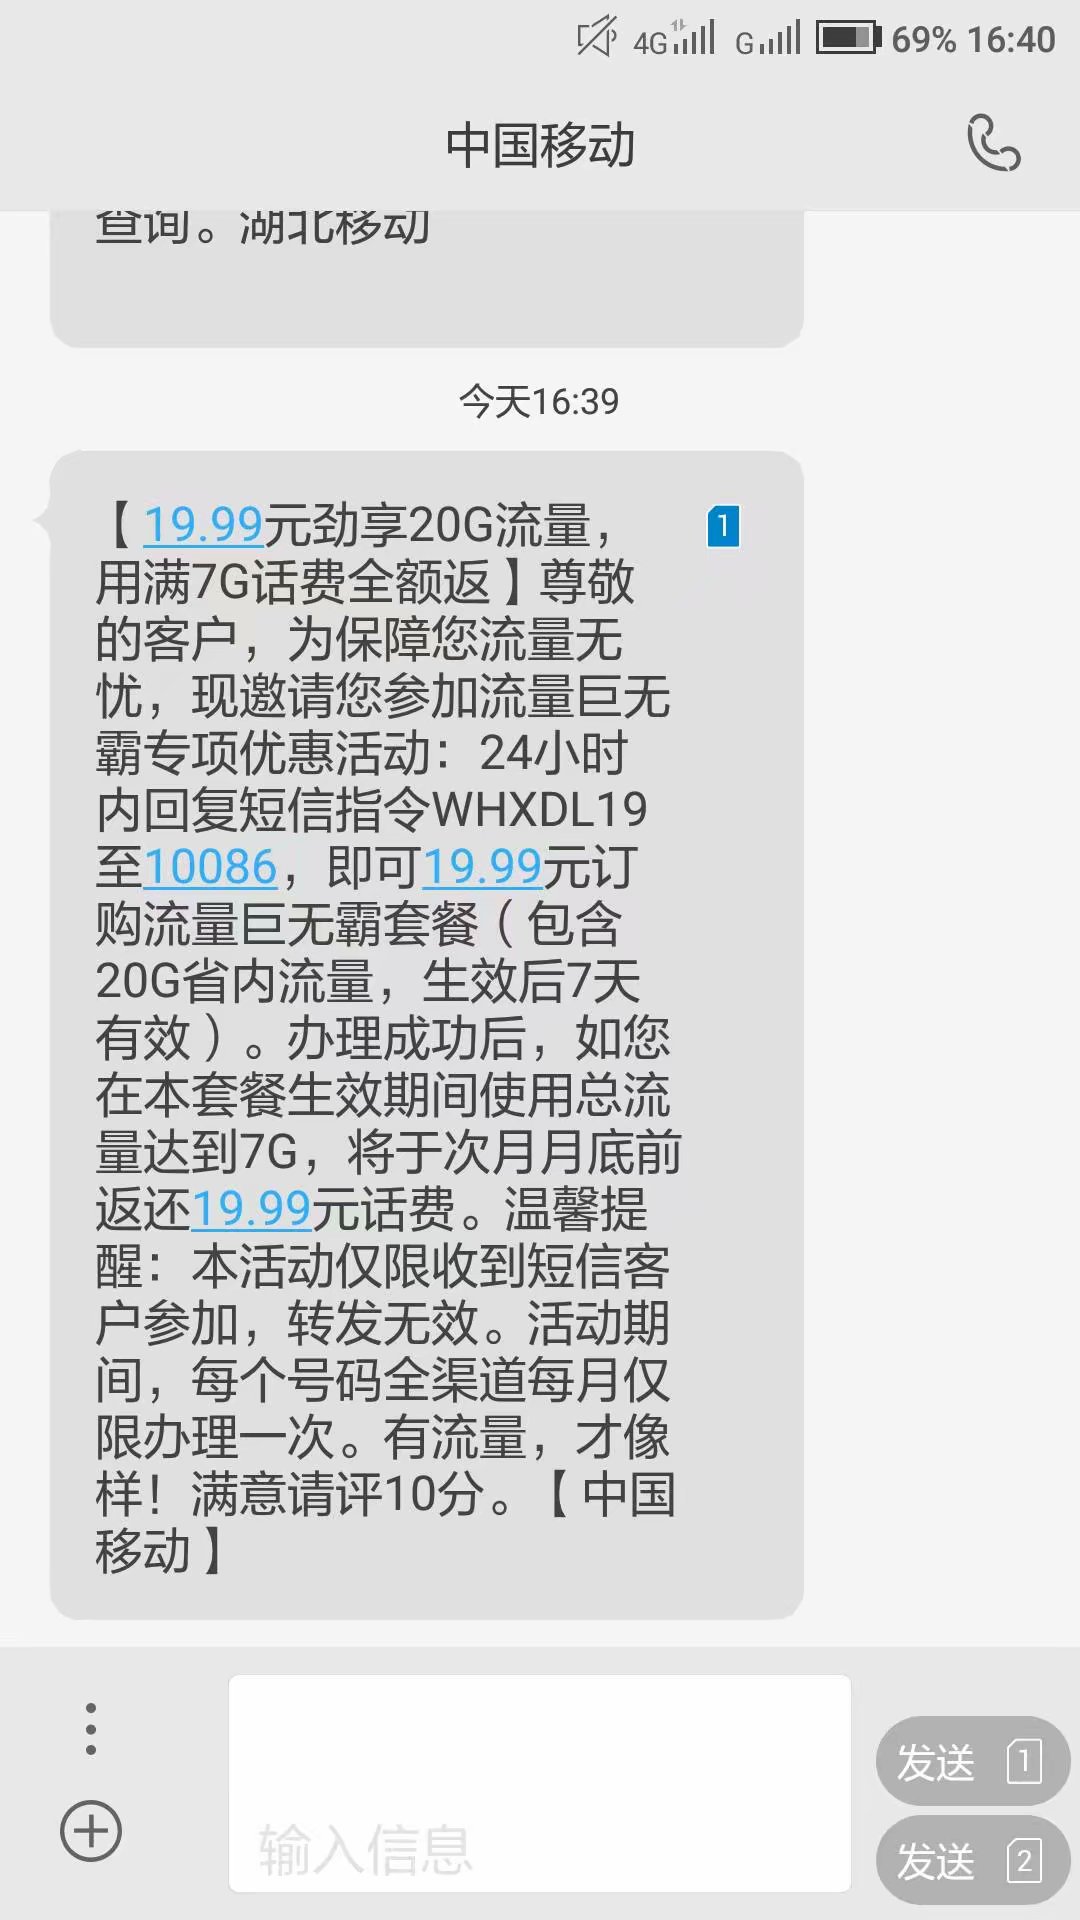 4G G 69% 16:40
中国移动
查询。湖北移动
今天16:39
【19.99元劲享20G流量，
1
用满7G话费全额返】尊敬
的客户，为保障您流量无
忧，现邀请您参加流量巨无
霸专项优惠活动：24小时
内回复短信指令WHXDL19
至10086，即可19.99元订
购流量巨无霸套餐（包含
20G省内流量，生效后7天
有效）。办理成功后，如您
在本套餐生效期间使用总流
量达到7G，将于次月月底前
返还19.99元话费。温馨提
醒：本活动仅限收到短信客
户参加，转发无效。活动期
间，每个号码全渠道每月仅
限办理一次。有流量，才像
样！满意请评10分。【中国
移动】
发送 1
输入信息
发送 2